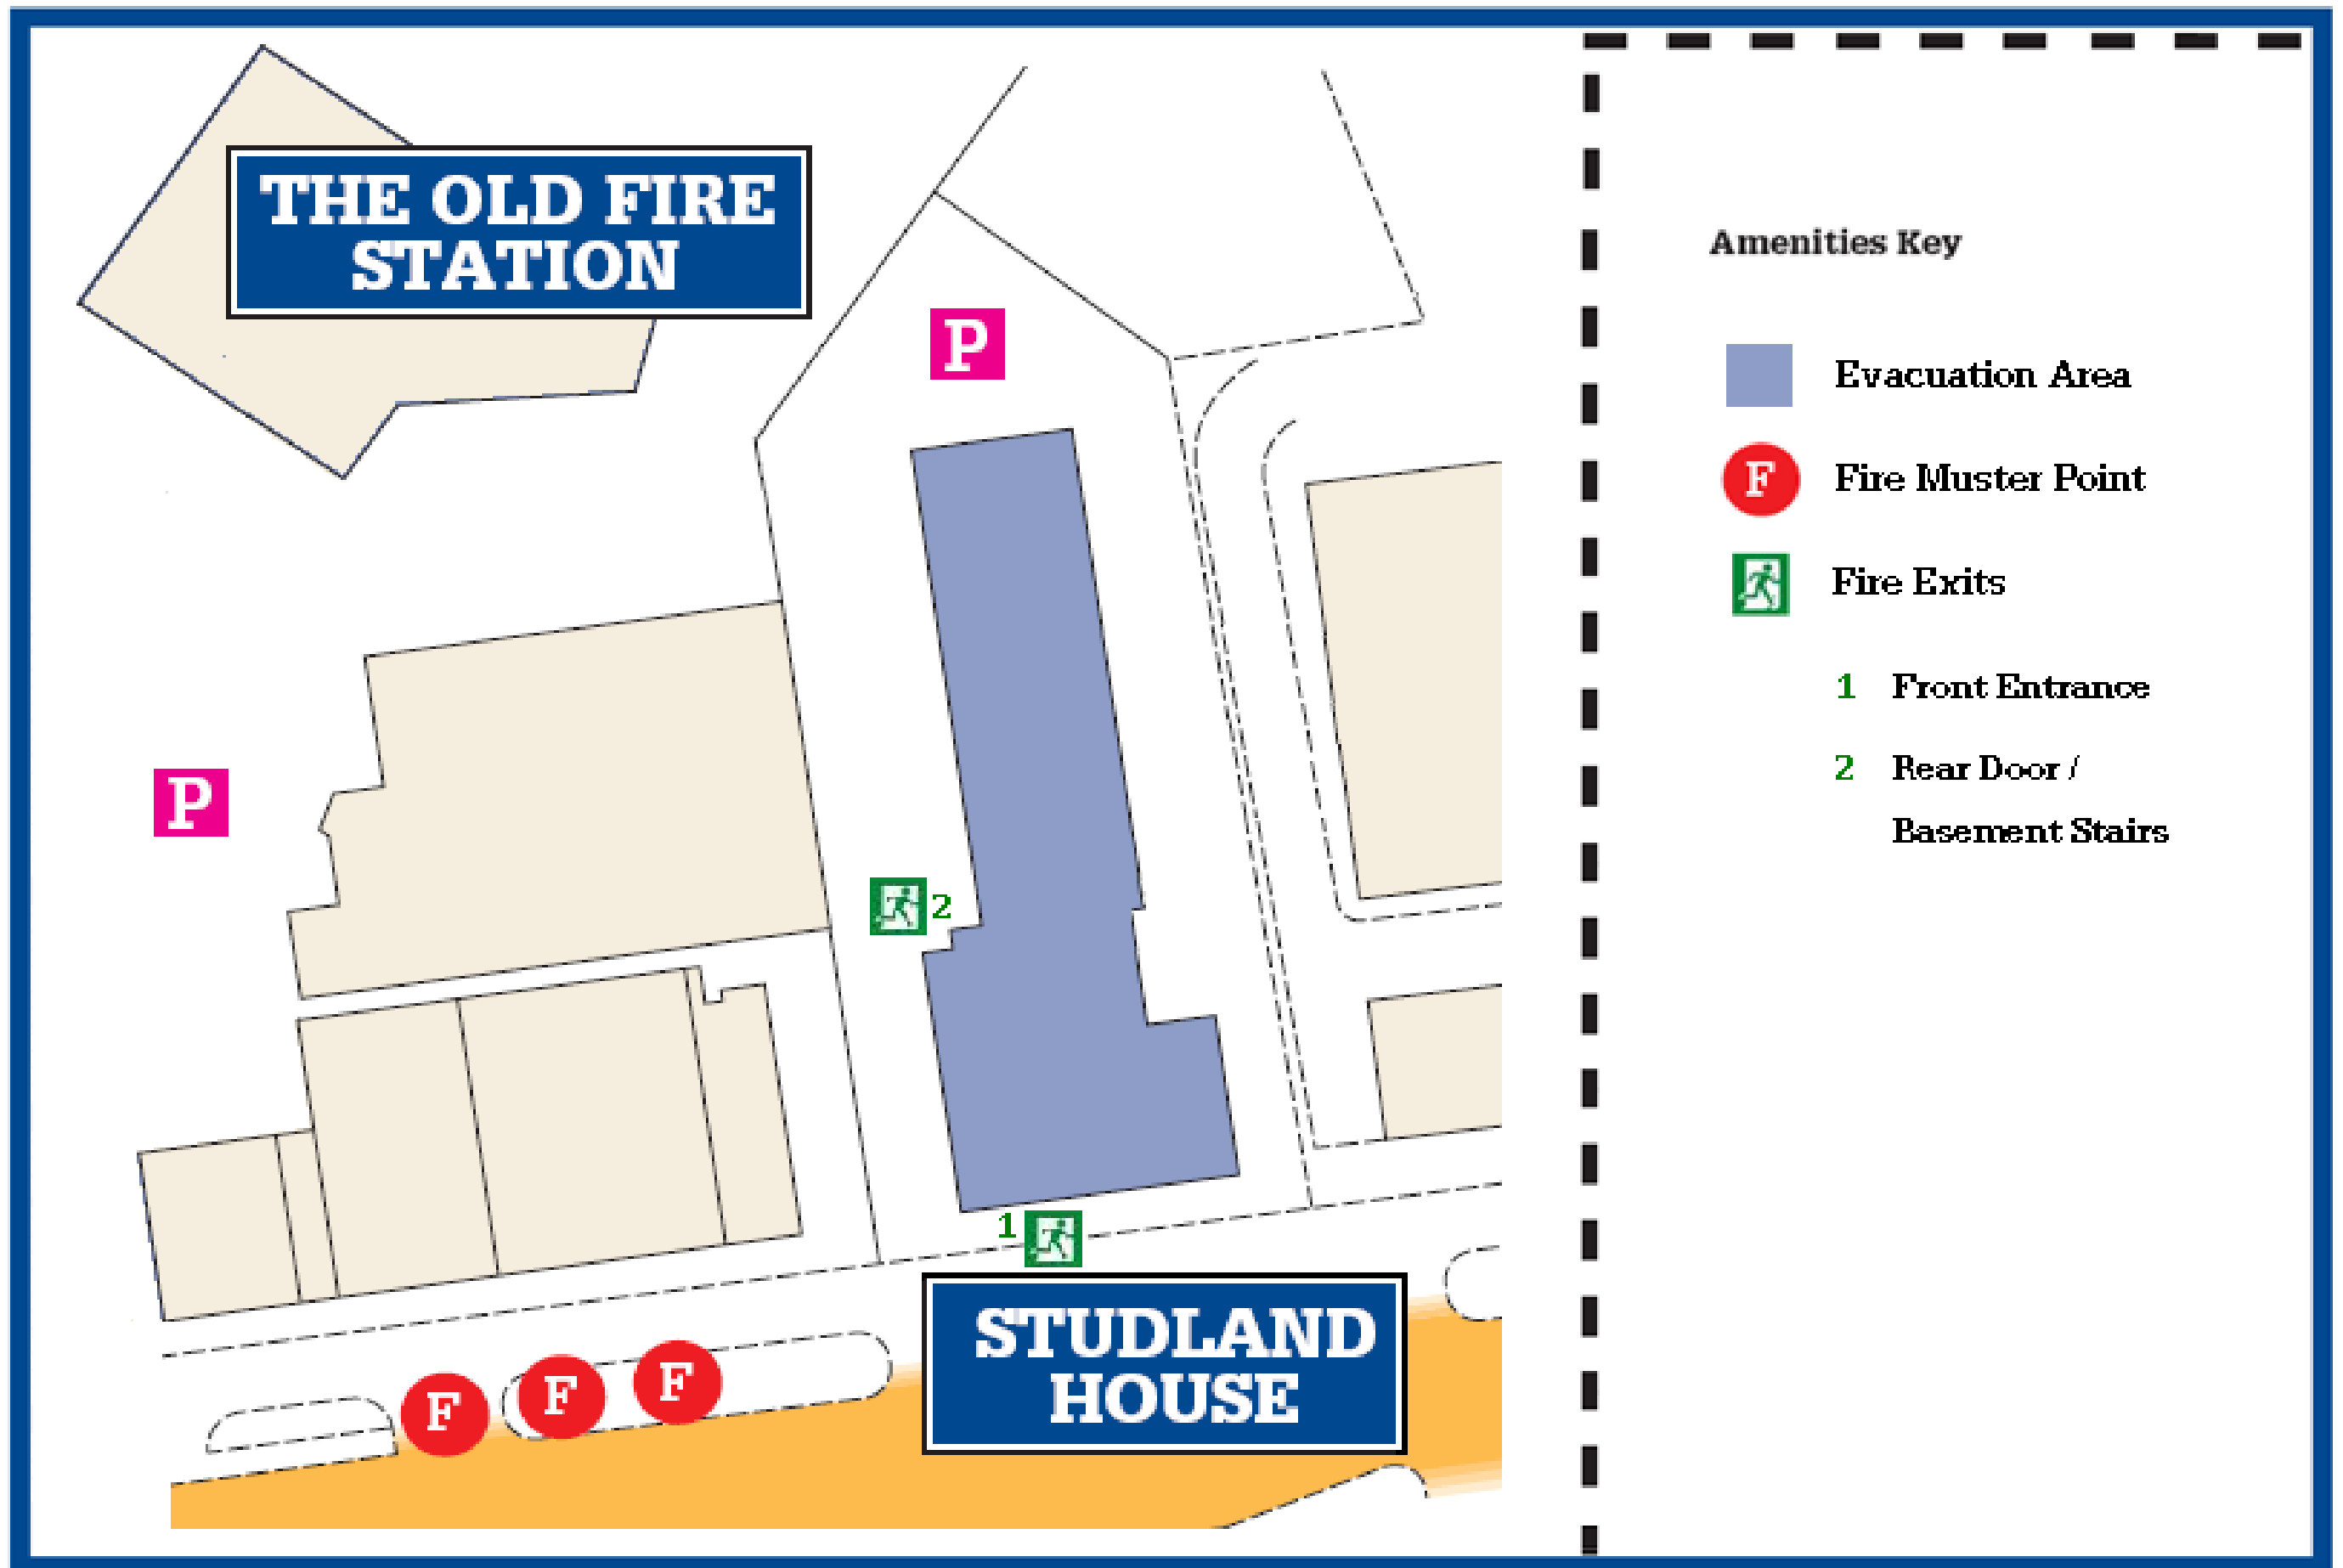 THE OLD FIRE
STATION
P
P
2
1
STUDLAND
HOUSE
F
F
F
Amenities Key
Evacuation Area
F Fire Muster Point
Fire Exits
1 Front Entrance
2 Rear Door /
Basement Stairs